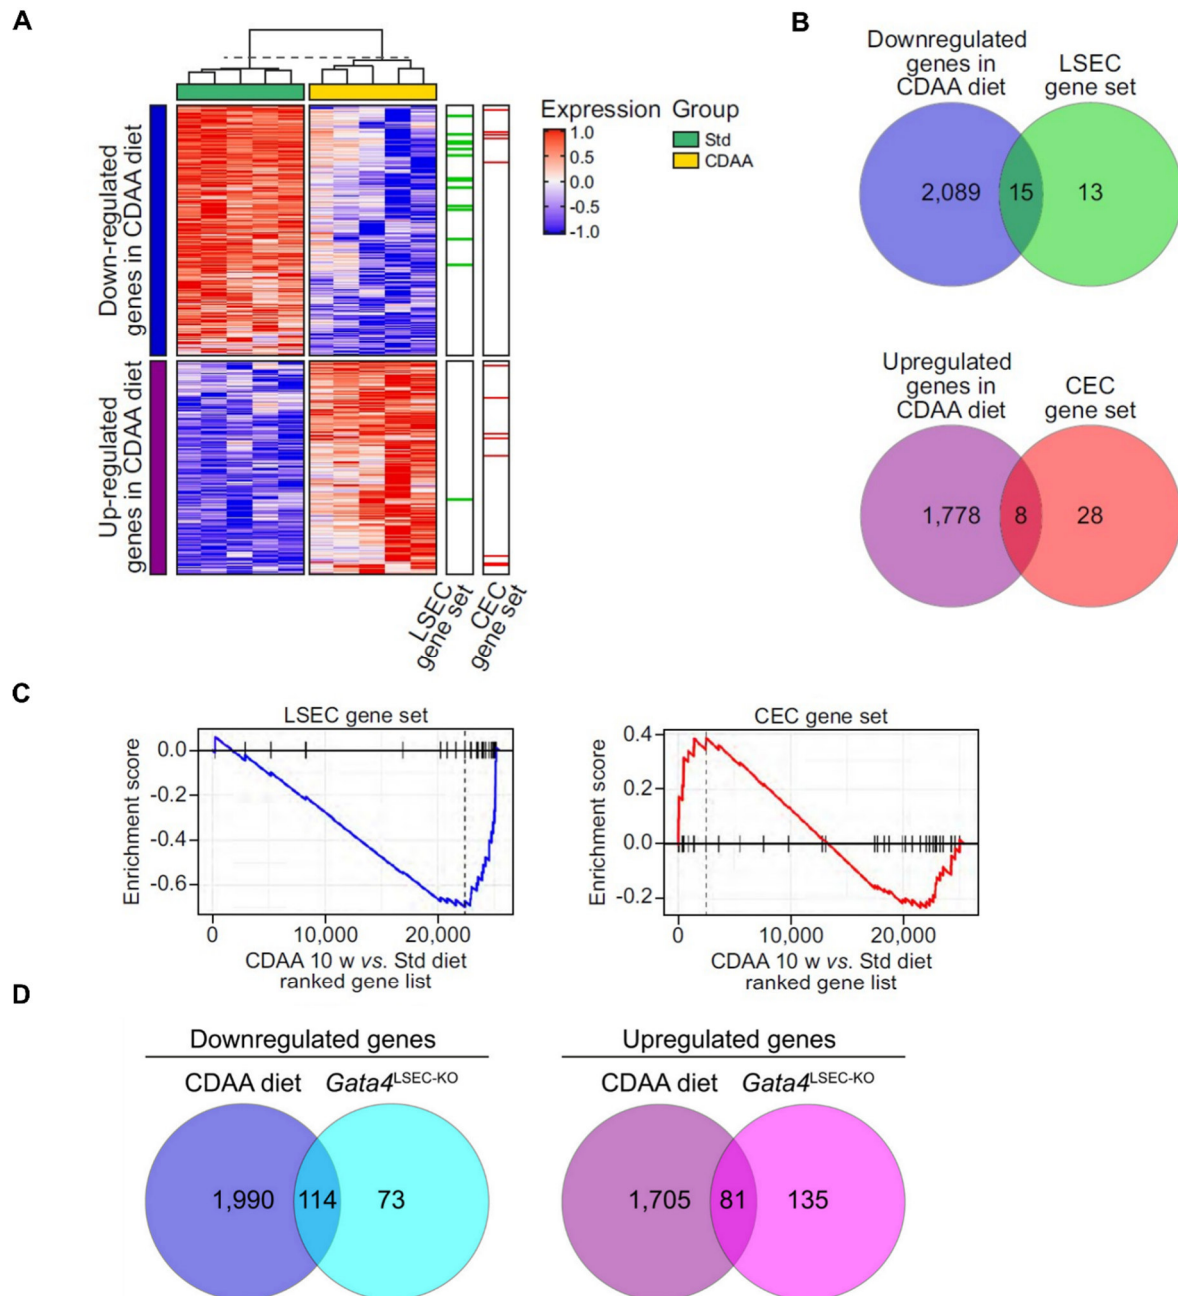 A
Down-regulated
genes in CDAA diet
Up-regulated
genes in CDAA diet
Expression
1.0
0.5
0.0
-0.5
-1.0
Group
Std
CDAA
LSEC
gene set
CEC
gene set
B
Downregulated
genes in
CDAA diet
LSEC
gene set
2,089
15
13
Upregulated
genes in
CDAA diet
CEC
gene set
1,778
8
28
C
LSEC gene set
Enrichment score
0.0
-0.2
-0.4
-0.6
0
10,000
20,000
CDAA 10 w vs. Std diet
ranked gene list
CEC gene set
Enrichment score
0.4
0.2
0.0
-0.2
0
10,000
20,000
CDAA 10 w vs. Std diet
ranked gene list
D
Downregulated genes
CDAA diet
Gata4LSEC-KO
1,990
114
73
Upregulated genes
CDAA diet
Gata4LSEC-KO
1,705
81
135